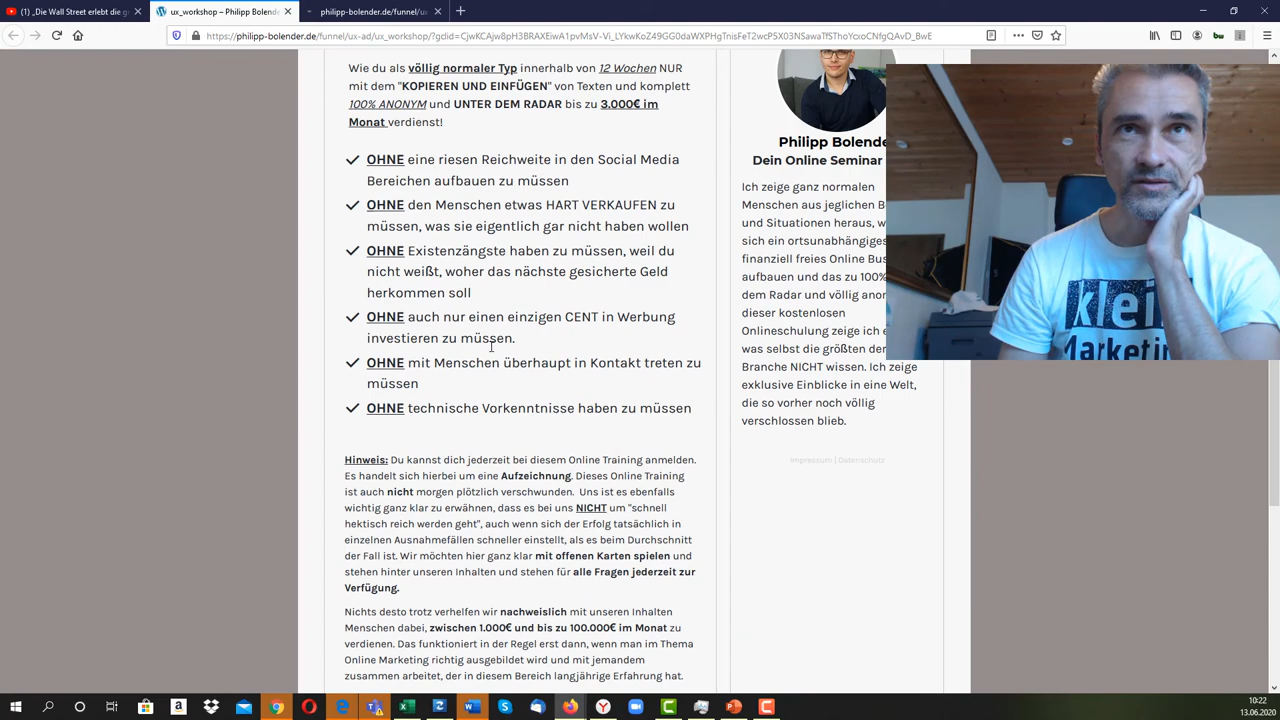 (1) „Die Wall Street erlebt die g
ux_workshop – Philipp Bolende
philipp-bolender.de/funnel/ux-ad/u
Wie du als völlig normaler Typ innerhalb von 12 Wochen NUR
mit dem "KOPIEREN UND EINFÜGEN" von Texten und komplett
100% ANONYM und UNTER DEM RADAR bis zu 3.000€ im
Monat verdienst!
OHNE eine riesen Reichweite in den Social Media
Bereichen aufbauen zu müssen
OHNE den Menschen etwas HART VERKAUFEN zu
müssen, was sie eigentlich gar nicht haben wollen
OHNE Existenzängste haben zu müssen, weil du
nicht weißt, woher das nächste gesicherte Geld
herkommen soll
OHNE auch nur einen einzigen CENT in Werbung
investieren zu müssen.
OHNE mit Menschen überhaupt in Kontakt treten zu
müssen
OHNE technische Vorkenntnisse haben zu müssen
Hinweis: Du kannst dich jederzeit bei diesem Online Training anmelden.
Es handelt sich hierbei um eine Aufzeichnung. Dieses Online Training
ist auch nicht morgen plötzlich verschwunden. Uns ist es ebenfalls
wichtig ganz klar zu erwähnen, dass es bei uns NICHT um "schnell
hektisch reich werden geht", auch wenn sich der Erfolg tatsächlich in
einzelnen Ausnahmefällen schneller einstellt, als es beim Durchschnitt
der Fall ist. Wir möchten hier ganz klar mit offenen Karten spielen und
stehen hinter unseren Inhalten und stehen für alle Fragen jederzeit zur
Verfügung.
Nichts desto trotz verhelfen wir nachweislich mit unseren Inhalten
Menschen dabei, zwischen 1.000€ und bis zu 100.000€ im Monat zu
verdienen. Das funktioniert in der Regel erst dann, wenn man im Thema
Online Marketing richtig ausgebildet wird und mit jemandem
zusammen arbeitet, der in diesem Bereich langjährige Erfahrung hat.
Philipp Bolende
Dein Online Seminar
Ich zeige ganz normalen
Menschen aus jeglichen B
und Situationen heraus, w
sich ein ortsunabhängiges
finanziell freies Online Bus
aufbauen und das zu 100%
dem Radar und völlig anon
dieser kostenlosen
Onlineschulung zeige ich e
was selbst die größten der
Branche NICHT wissen. Ich zeige
exklusive Einblicke in eine Welt,
die so vorher noch völlig
verschlossen blieb.
Impressum | Datenschutz
klei
Marketin
10:22
13.06.2020